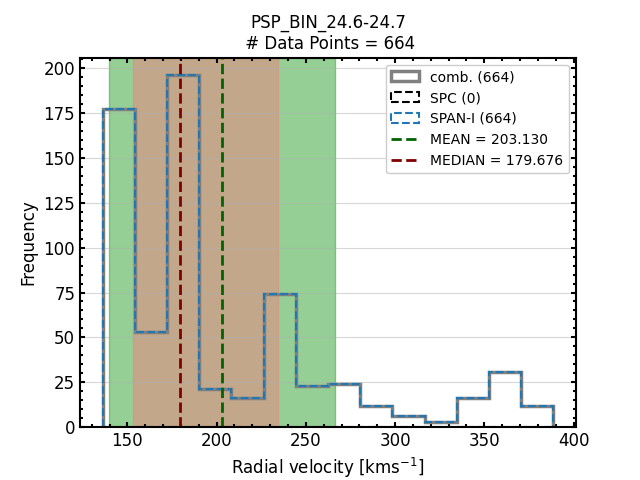 PSP_BIN_24.6-24.7
# Data Points = 664
comb. (664)
SPC (0)
SPAN-I (664)
MEAN = 203.130
MEDIAN = 179.676
Frequency
200
175
150
125
100
75
50
25
0
150 200 250 300 350 400
Radial velocity [kms⁻¹]